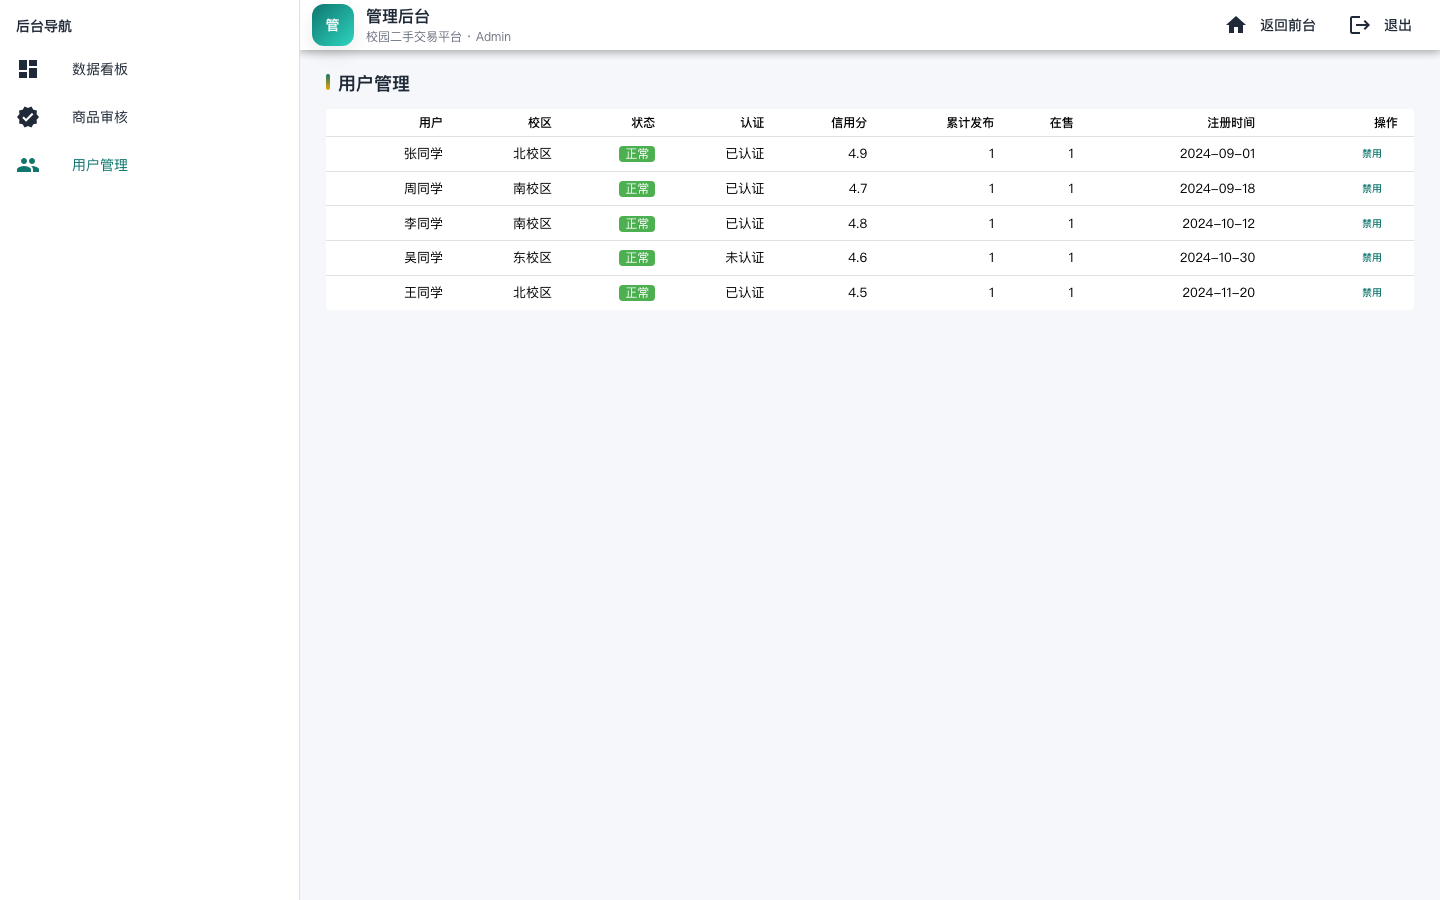 后台导航
数据看板
商品审核
用户管理
管
管理后台
校园二手交易平台 · Admin
返回前台
退出
用户管理
用户 校区 状态 认证 信用分 累计发布 在售 注册时间 操作
张同学 北校区 正常 已认证 4.9 1 1 2024-09-01 禁用
周同学 南校区 正常 已认证 4.7 1 1 2024-09-18 禁用
李同学 南校区 正常 已认证 4.8 1 1 2024-10-12 禁用
吴同学 东校区 正常 未认证 4.6 1 1 2024-10-30 禁用
王同学 北校区 正常 已认证 4.5 1 1 2024-11-20 禁用